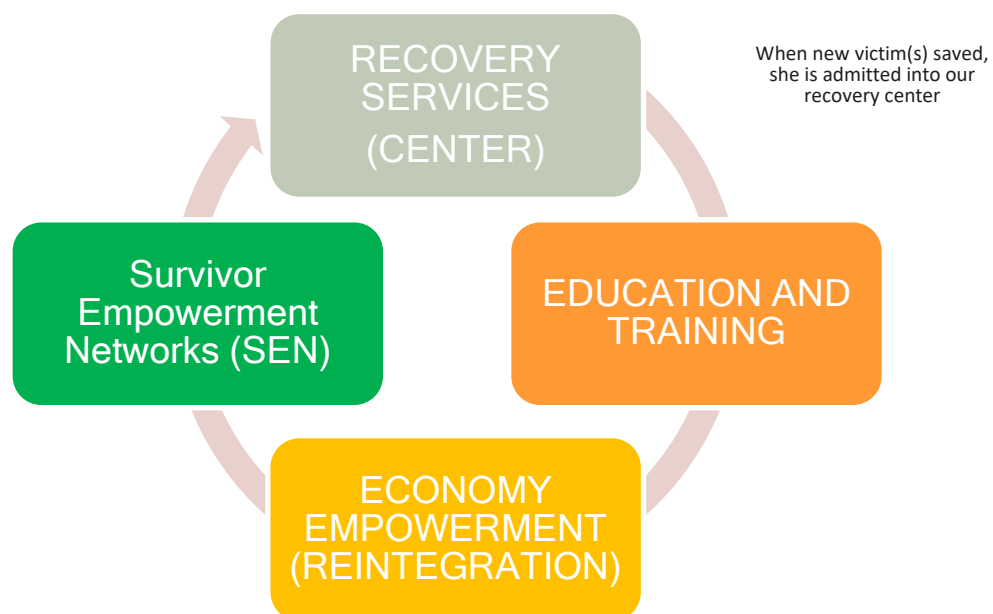 RECOVERY
SERVICES
(CENTER)
When new victim(s) saved,
she is admitted into our
recovery center
Survivor
Empowerment
Networks (SEN)
EDUCATION AND
TRAINING
ECONOMY
EMPOWERMENT
(REINTEGRATION)